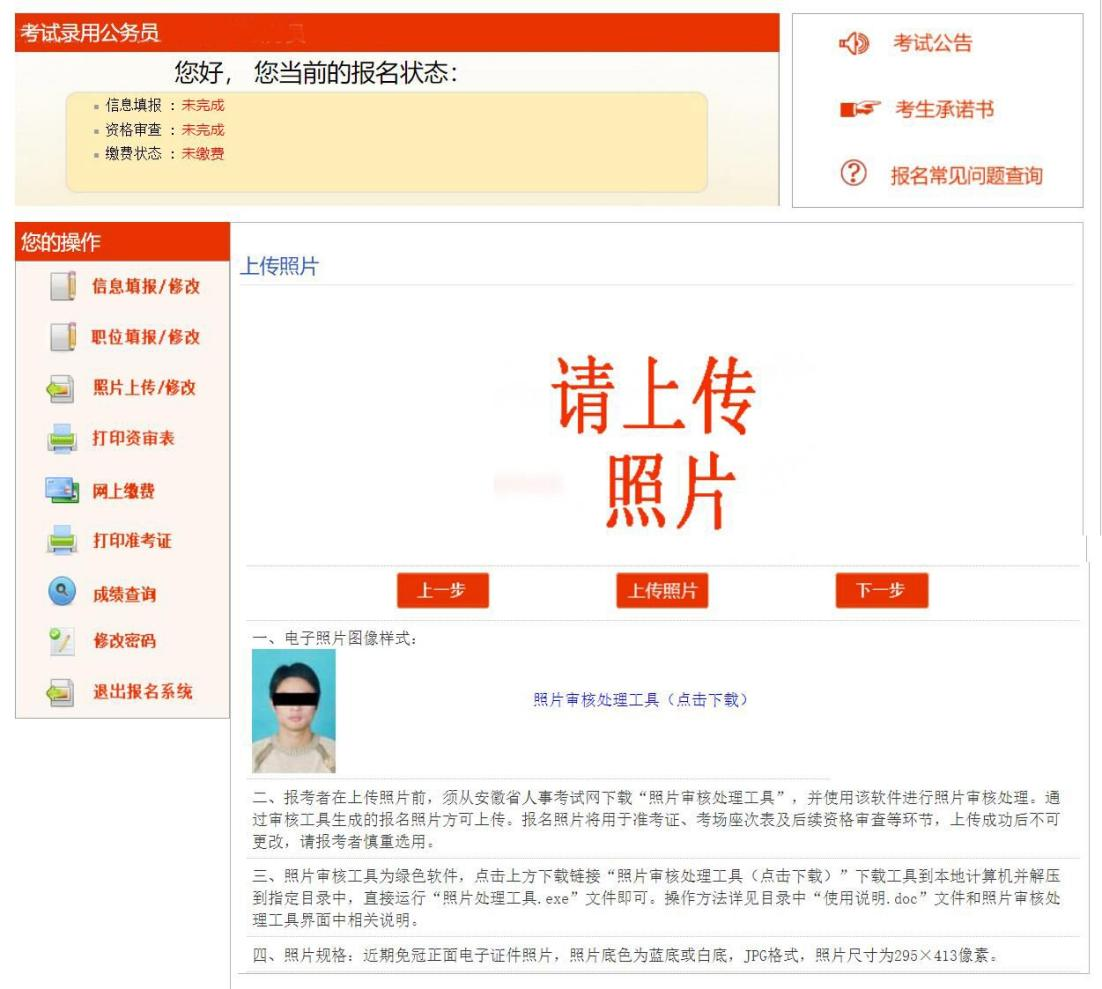 考试录用公务员
您好， 您当前的报名状态：
信息填报 ：未完成
资格审查 ：未完成
缴费状态 ：未缴费
考试公告
考生承诺书
报名常见问题查询
您的操作
信息填报/修改
职位填报/修改
照片上传/修改
打印资审表
网上缴费
打印准考证
成绩查询
修改密码
退出报名系统
上传照片
请上传
照片
上一步
上传照片
下一步
一、电子照片图像样式：
照片审核处理工具（点击下载）
二、报考者在上传照片前，须从安徽省人事考试网下载“照片审核处理工具”，并使用该软件进行照片审核处理。通
过审核工具生成的报名照片方可上传。报名照片将用于准考证、考场座次表及后续资格审查等环节，上传成功后不可
更改，请报考者慎重选用。
三、照片审核工具为绿色软件，点击上方下载链接“照片审核处理工具（点击下载）”下载工具到本地计算机并解压
到指定目录中，直接运行“照片处理工具.exe”文件即可。操作方法详见目录中“使用说明.doc”文件和照片审核处
理工具界面中相关说明。
四、照片规格：近期免冠正面电子证件照片，照片底色为蓝底或白底，JPG格式，照片尺寸为295×413像素。